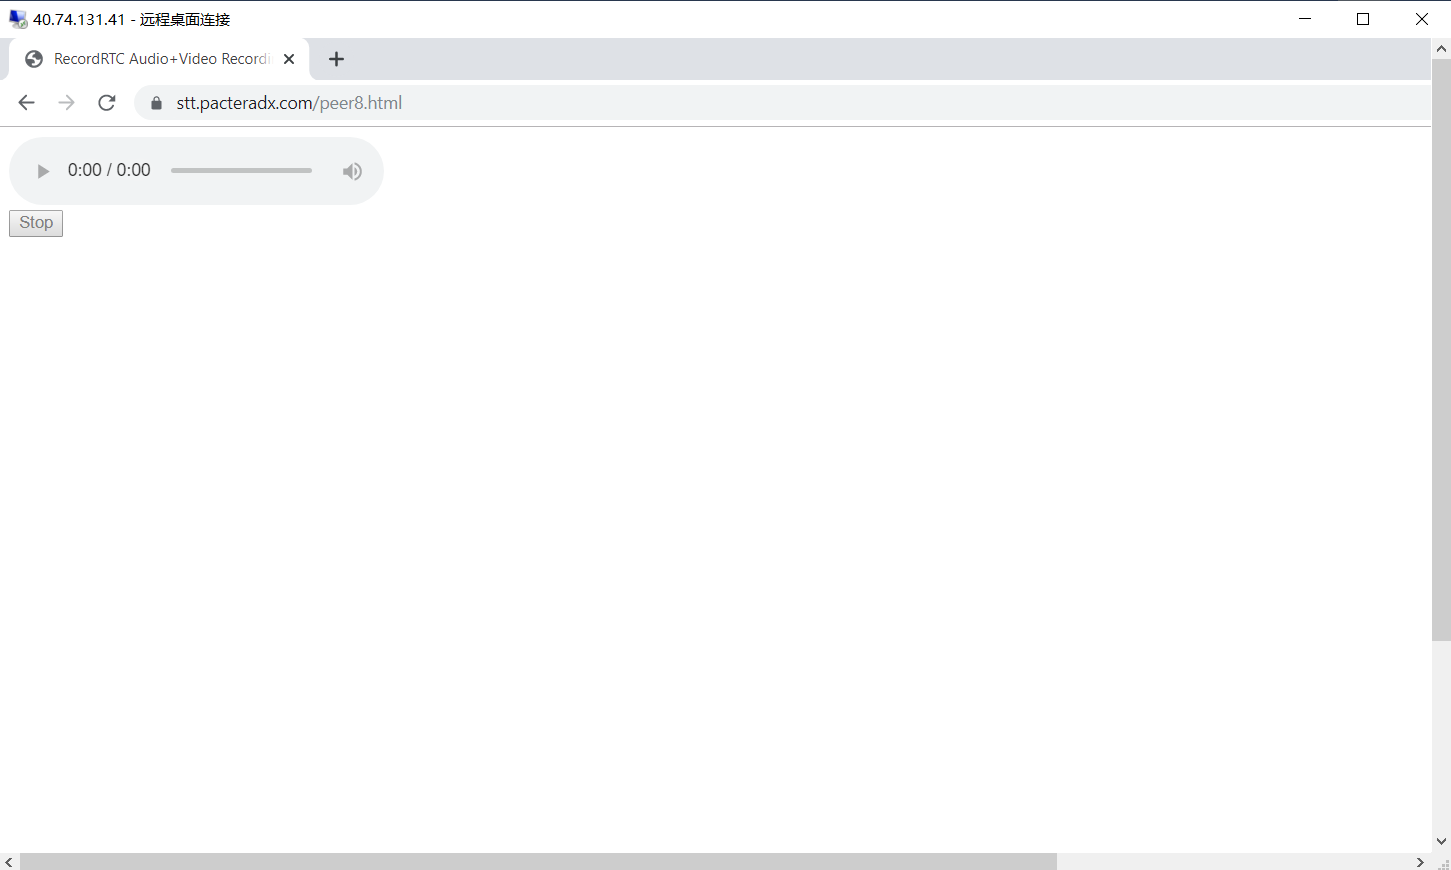 40.74.131.41 - 远程桌面连接
RecordRTC Audio+Video Recordi
stt.pacteradx.com/peer8.html
0:00 / 0:00
Stop